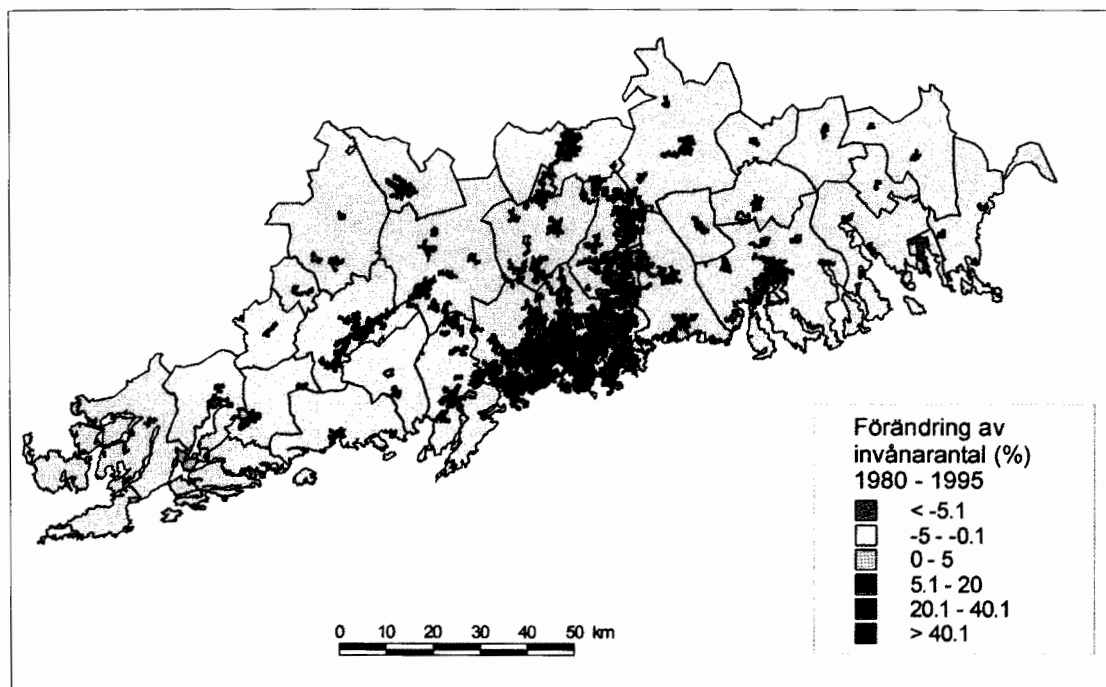 Förändring av
invånarantal (%)
1980 - 1995
< -5.1
-5 - -0.1
0 - 5
5.1 - 20
20.1 - 40.1
> 40.1
0 10 20 30 40 50 km